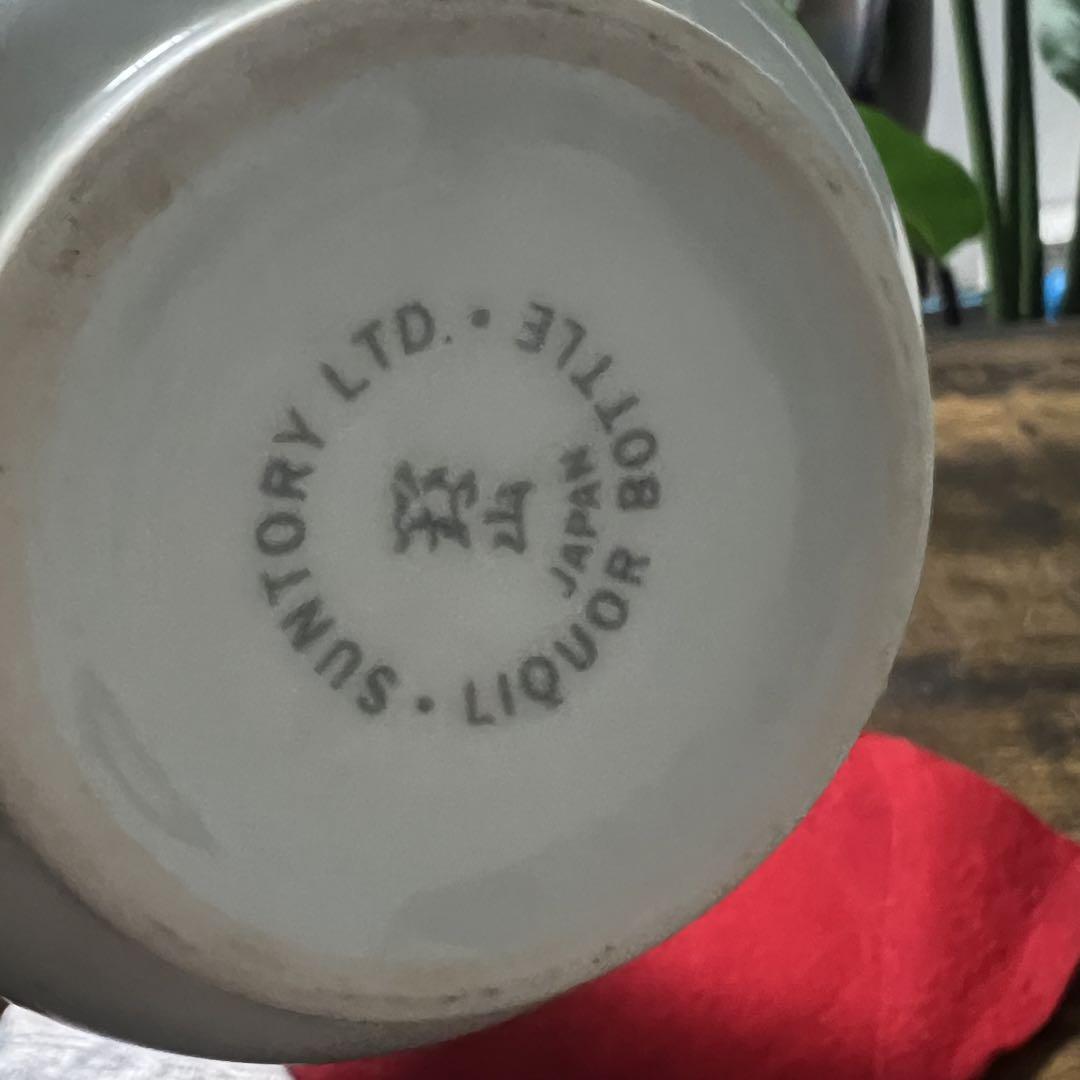 SUNTORY LTD. • LIQUOR BOTTLE •
JAPAN